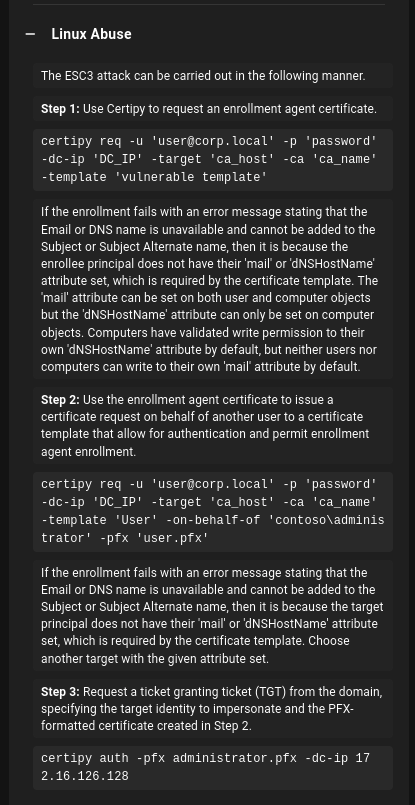 — Linux Abuse
The ESC3 attack can be carried out in the following manner.
Step 1: Use Certipy to request an enrollment agent certificate.
certipy req -u 'user@corp.local' -p 'password'
-dc-ip 'DC_IP' -target 'ca_host' -ca 'ca_name'
-template 'vulnerable template'
If the enrollment fails with an error message stating that the
Email or DNS name is unavailable and cannot be added to the
Subject or Subject Alternate name, then it is because the
enrollee principal does not have their 'mail' or 'dNSHostName'
attribute set, which is required by the certificate template. The
'mail' attribute can be set on both user and computer objects
but the 'dNSHostName' attribute can only be set on computer
objects. Computers have validated write permission to their
own 'dNSHostName' attribute by default, but neither users nor
computers can write to their own 'mail' attribute by default.
Step 2: Use the enrollment agent certificate to issue a
certificate request on behalf of another user to a certificate
template that allow for authentication and permit enrollment
agent enrollment.
certipy req -u 'user@corp.local' -p 'password'
-dc-ip 'DC_IP' -target 'ca_host' -ca 'ca_name'
-template 'User' -on-behalf-of 'contoso\adminis
trator' -pfx 'user.pfx'
If the enrollment fails with an error message stating that the
Email or DNS name is unavailable and cannot be added to the
Subject or Subject Alternate name, then it is because the target
principal does not have their 'mail' or 'dNSHostName' attribute
set, which is required by the certificate template. Choose
another target with the given attribute set.
Step 3: Request a ticket granting ticket (TGT) from the domain,
specifying the target identity to impersonate and the PFX-
formatted certificate created in Step 2.
certipy auth -pfx administrator.pfx -dc-ip 17
2.16.126.128